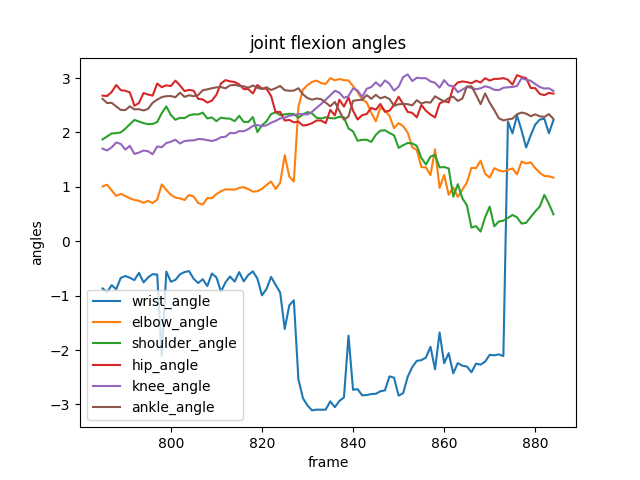 joint flexion angles
angles
3
2
1
0
−1
−2
−3
wrist_angle
elbow_angle
shoulder_angle
hip_angle
knee_angle
ankle_angle
800 820 840 860 880
frame